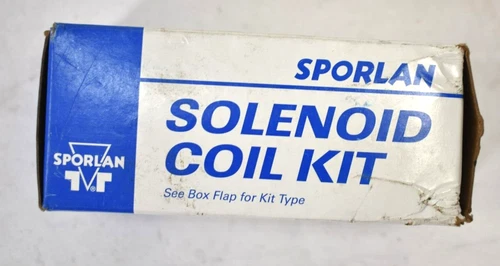 SPORLAN
SOLENOID
COIL KIT
See Box Flap for Kit Type
SPORLAN
®